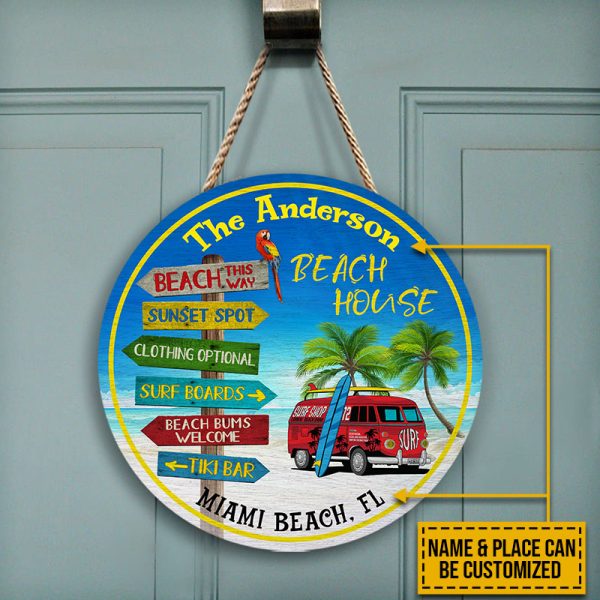 The Anderson
BEACH HOUSE
BEACH THIS WAY
SUNSET SPOT
CLOTHING OPTIONAL
SURF BOARDS →
BEACH BUMS
WELCOME
← TIKI BAR
SURF SHOP
SURF
MIAMI BEACH, FL
NAME & PLACE CAN
BE CUSTOMIZED